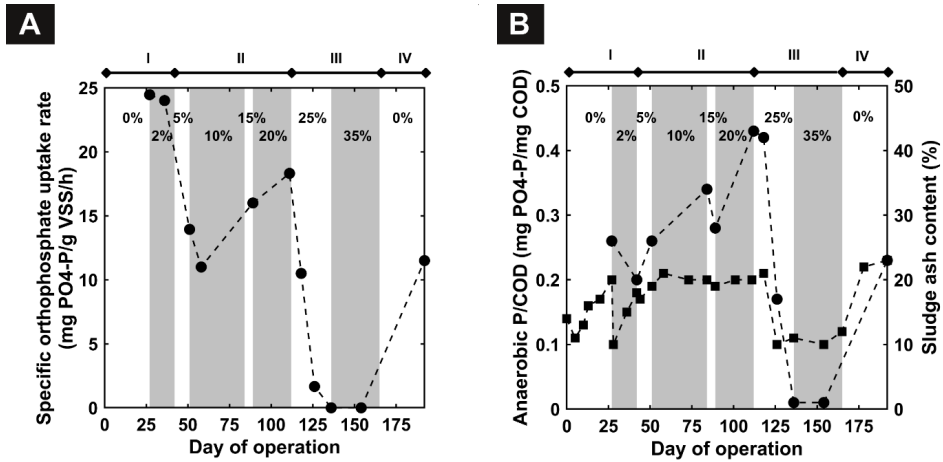 A
I II III IV
Specific orthophosphate uptake rate
(mg PO4-P/g VSS/h)
25
20
15
10
5
0
0% 5% 15% 25% 0%
2% 10% 20% 35%
0 25 50 75 100 125 150 175
Day of operation
B
I II III IV
Anaerobic P/COD (mg PO4-P/mg COD)
0.5
0.4
0.3
0.2
0.1
0.0
0% 5% 15% 25% 0%
2% 10% 20% 35%
50
40
30
20
10
0
Sludge ash content (%)
0 25 50 75 100 125 150 175
Day of operation